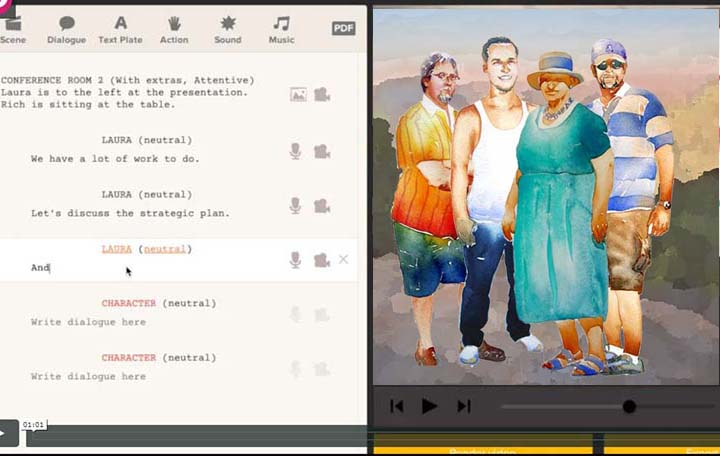 Scene Dialogue Text Plate Action Sound Music PDF
CONFERENCE ROOM 2 (With extras, Attentive)
Laura is to the left at the presentation.
Rich is sitting at the table.
LAURA (neutral)
We have a lot of work to do.
LAURA (neutral)
Let's discuss the strategic plan.
LAURA (neutral)
And
CHARACTER (neutral)
Write dialogue here
CHARACTER (neutral)
Write dialogue here
01:01